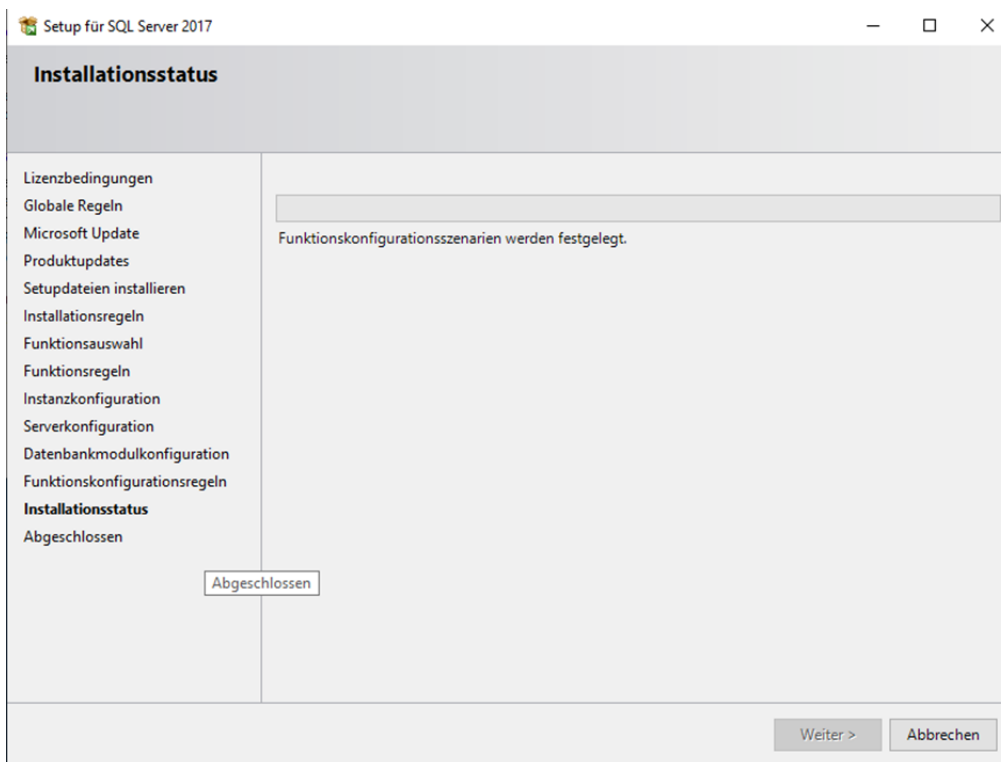 Setup für SQL Server 2017
Installationsstatus
Lizenzbedingungen
Globale Regeln
Microsoft Update
Produktupdates
Setupdateien installieren
Installationsregeln
Funktionsauswahl
Funktionsregeln
Instanzkonfiguration
Serverkonfiguration
Datenbankmodulkonfiguration
Funktionskonfigurationsregeln
Installationsstatus
Abgeschlossen
Abgeschlossen
Funktionskonfigurationsszenarien werden festgelegt.
Weiter >
Abbrechen